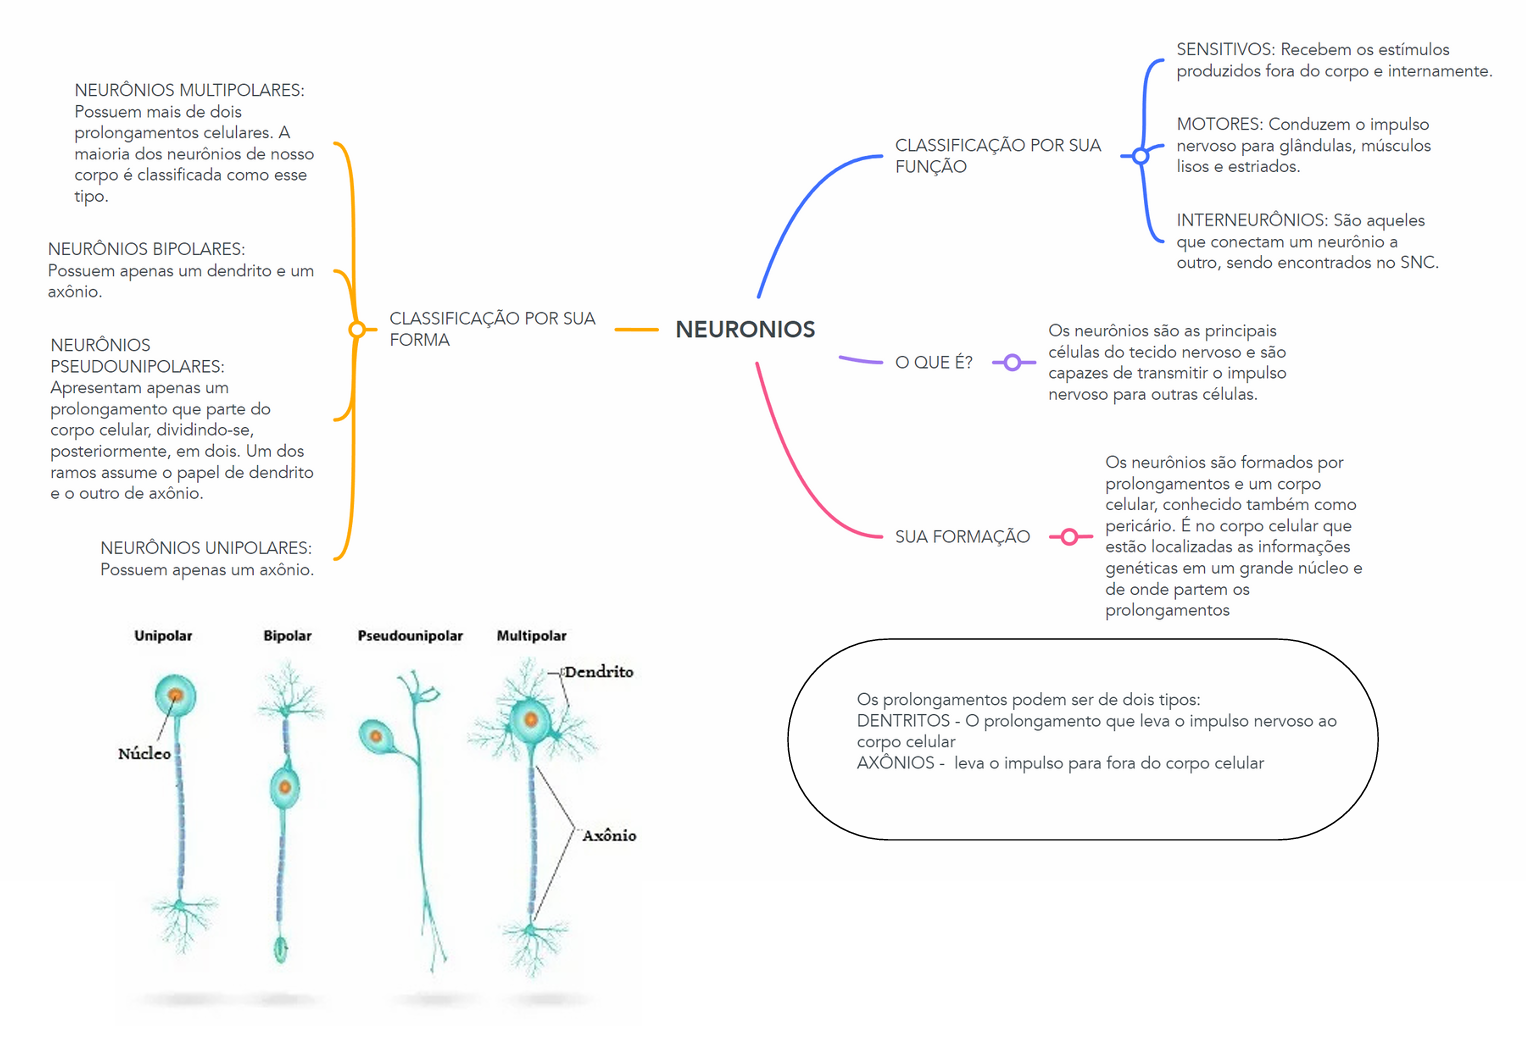 NEURÔNIOS MULTIPOLARES:
Possuem mais de dois
prolongamentos celulares. A
maioria dos neurônios de nosso
corpo é classificada como esse
tipo.
NEURÔNIOS BIPOLARES:
Possuem apenas um dendrito e um
axônio.
NEURÔNIOS
PSEUDOUNIPOLARES:
Apresentam apenas um
prolongamento que parte do
corpo celular, dividindo-se,
posteriormente, em dois. Um dos
ramos assume o papel de dendrito
e o outro de axônio.
NEURÔNIOS UNIPOLARES:
Possuem apenas um axônio.
CLASSIFICAÇÃO POR SUA
FORMA
NEURONIOS
CLASSIFICAÇÃO POR SUA
FUNÇÃO
SENSITIVOS: Recebem os estímulos
produzidos fora do corpo e internamente.
MOTORES: Conduzem o impulso
nervoso para glândulas, músculos
lisos e estriados.
INTERNEURÔNIOS: São aqueles
que conectam um neurônio a
outro, sendo encontrados no SNC.
O QUE É?
Os neurônios são as principais
células do tecido nervoso e são
capazes de transmitir o impulso
nervoso para outras células.
SUA FORMAÇÃO
Os neurônios são formados por
prolongamentos e um corpo
celular, conhecido também como
pericário. É no corpo celular que
estão localizadas as informações
genéticas em um grande núcleo e
de onde partem os
prolongamentos
Os prolongamentos podem ser de dois tipos:
DENTRITOS - O prolongamento que leva o impulso nervoso ao
corpo celular
AXÔNIOS - leva o impulso para fora do corpo celular
Unipolar
Bipolar
Pseudounipolar
Multipolar
Dendrito
Núcleo
Axônio